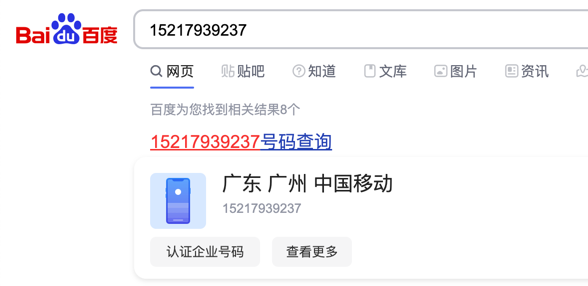 Bai du 百度 15217939237
网页 贴 贴吧 知道 文库 图片 资讯
百度为您找到相关结果8个
15217939237号码查询
广东 广州 中国移动
15217939237
认证企业号码 查看更多